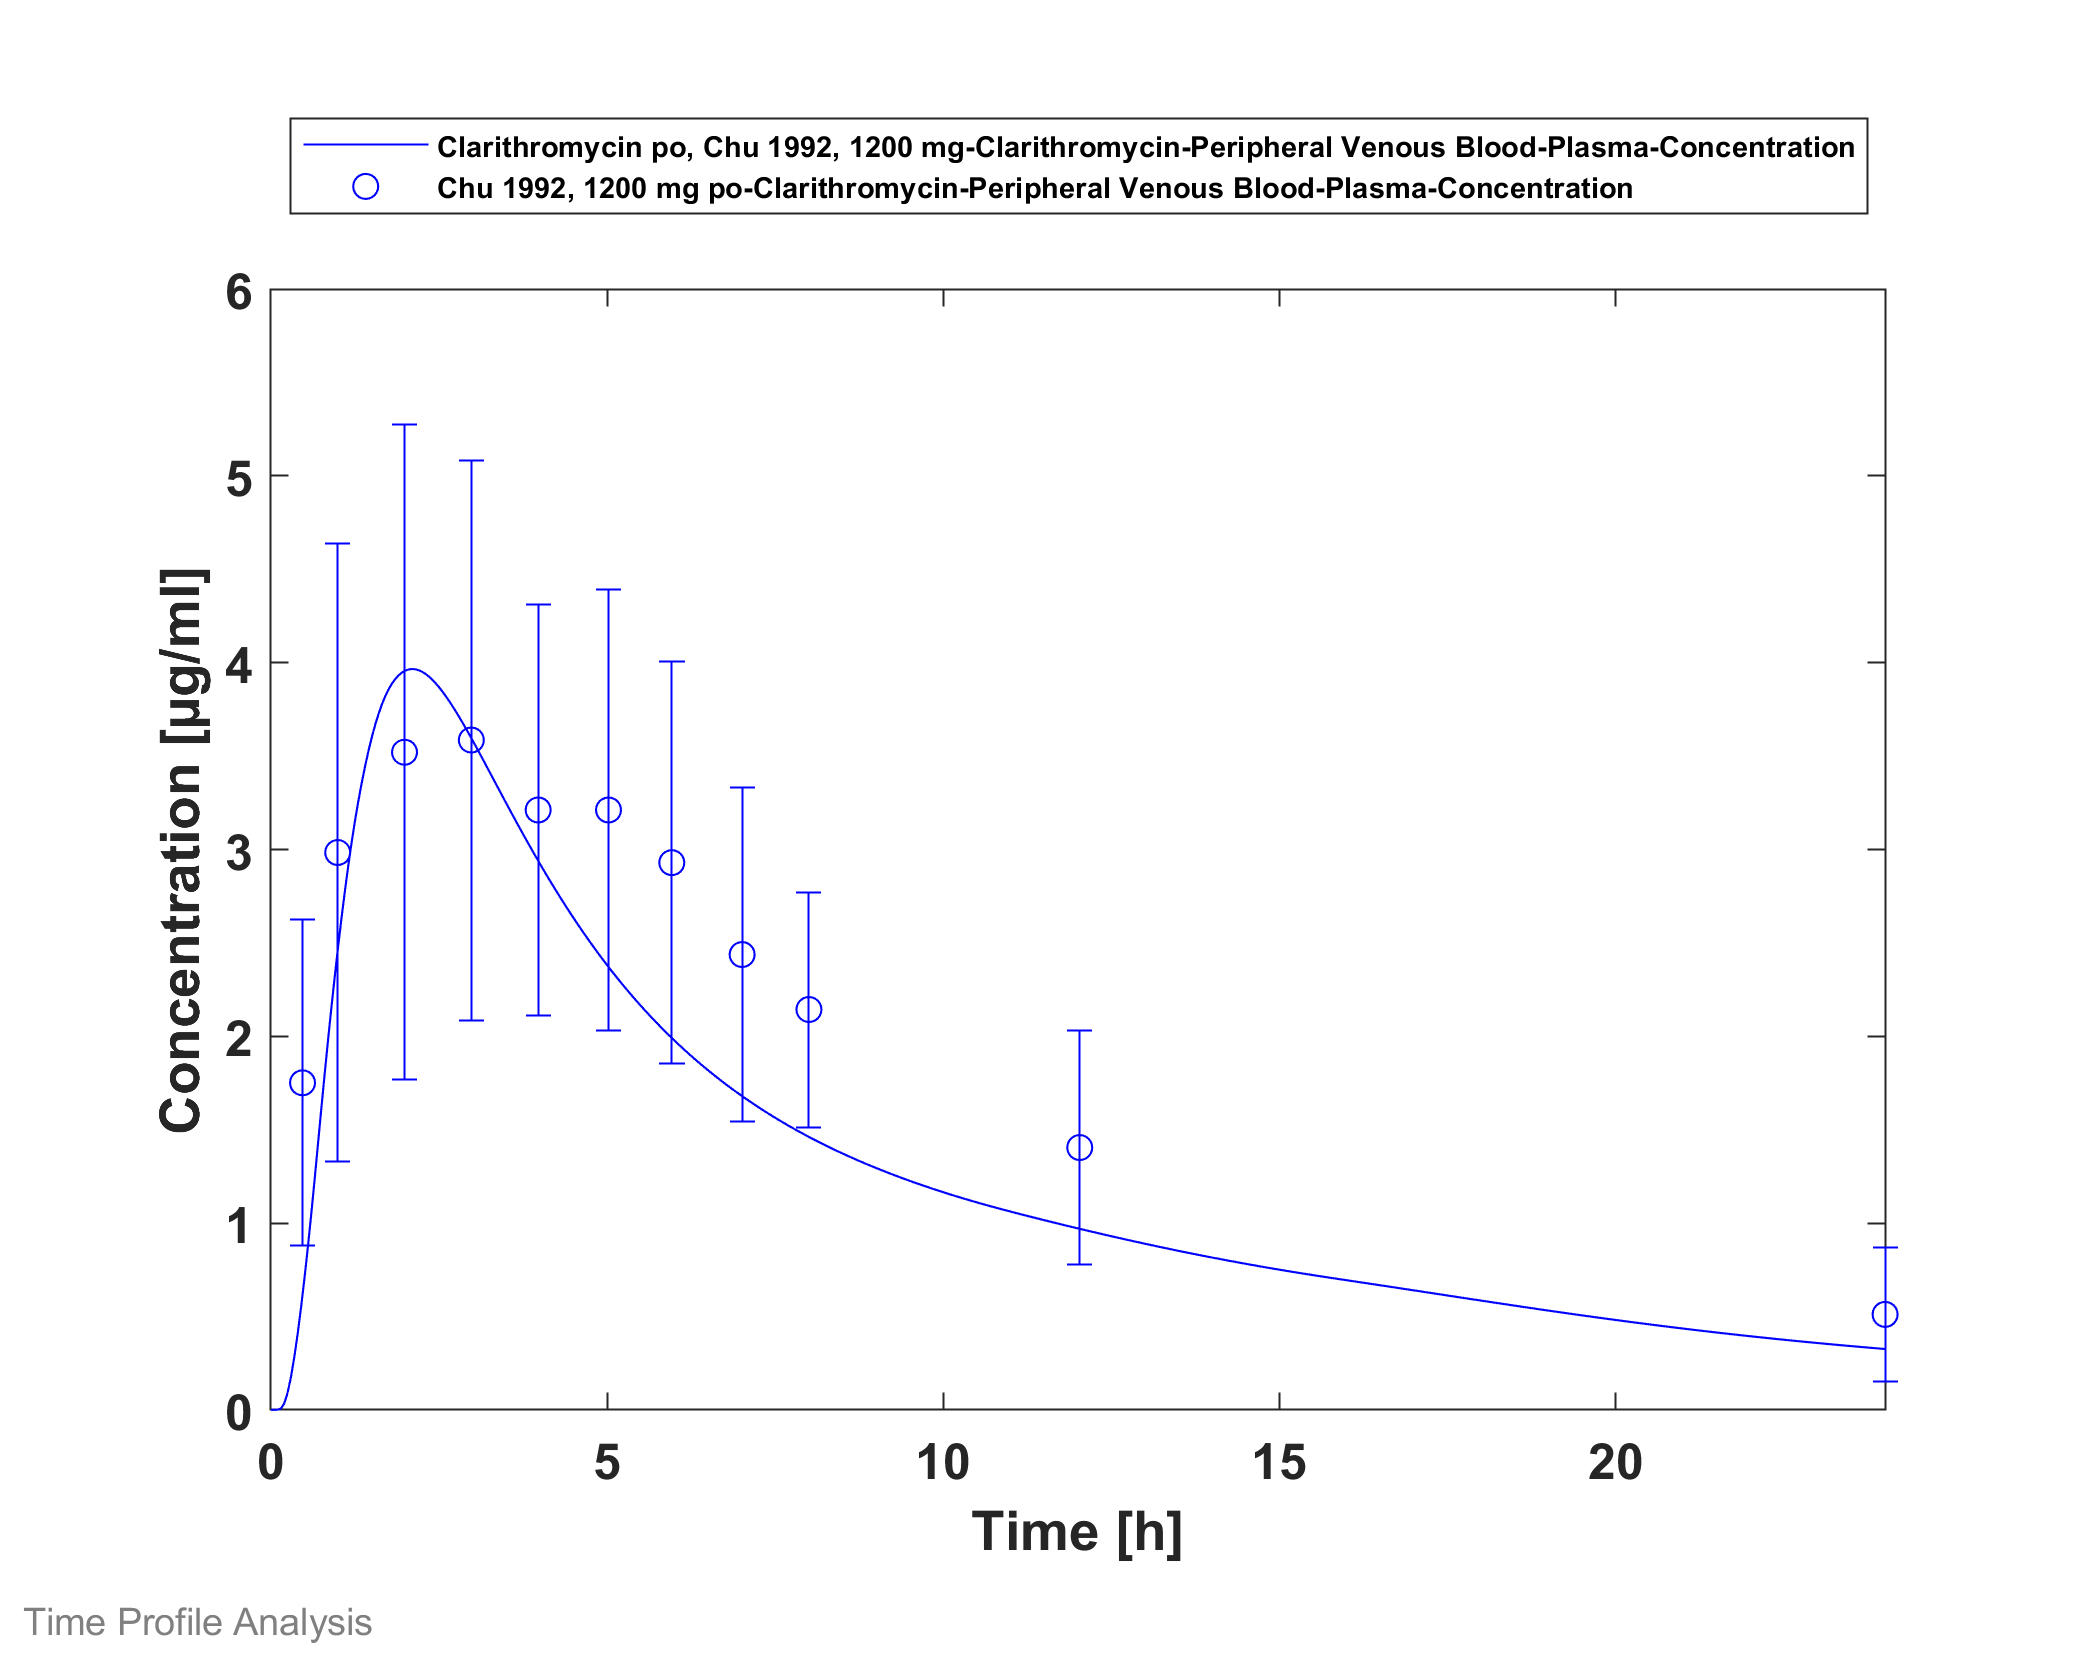 Clarithromycin po, Chu 1992, 1200 mg-Clarithromycin-Peripheral Venous Blood-Plasma-Concentration
Chu 1992, 1200 mg po-Clarithromycin-Peripheral Venous Blood-Plasma-Concentration
6
5
4
3
2
1
0
Concentration [µg/ml]
0 5 10 15 20
Time [h]
Time Profile Analysis